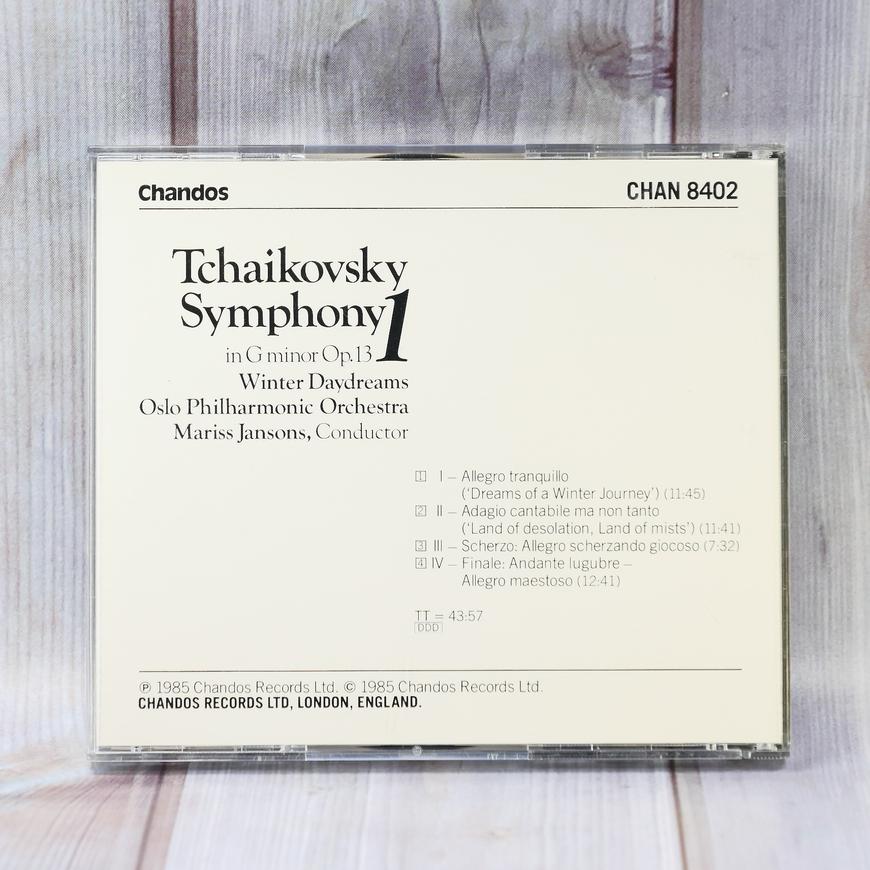 Chandos CHAN 8402
Tchaikovsky
Symphony 1
in G minor Op.13
Winter Daydreams
Oslo Philharmonic Orchestra
Mariss Jansons, Conductor
1 I – Allegro tranquillo
(‘Dreams of a Winter Journey’) (11:45)
2 II – Adagio cantabile ma non tanto
(‘Land of desolation, Land of mists’) (11:41)
3 III – Scherzo: Allegro scherzando giocoso (7:32)
4 IV – Finale: Andante lugubre –
Allegro maestoso (12:41)
TT = 43:57
DDD
℗ 1985 Chandos Records Ltd. © 1985 Chandos Records Ltd.
CHANDOS RECORDS LTD, LONDON, ENGLAND.